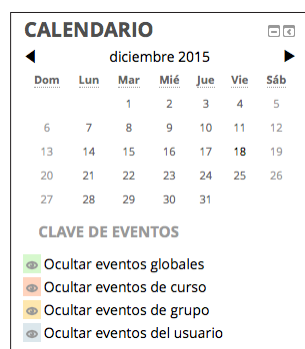 CALENDARIO
diciembre 2015
Dom Lun Mar Mié Jue Vie Sáb
1 2 3 4 5
6 7 8 9 10 11 12
13 14 15 16 17 18 19
20 21 22 23 24 25 26
27 28 29 30 31
CLAVE DE EVENTOS
Ocultar eventos globales
Ocultar eventos de curso
Ocultar eventos de grupo
Ocultar eventos del usuario